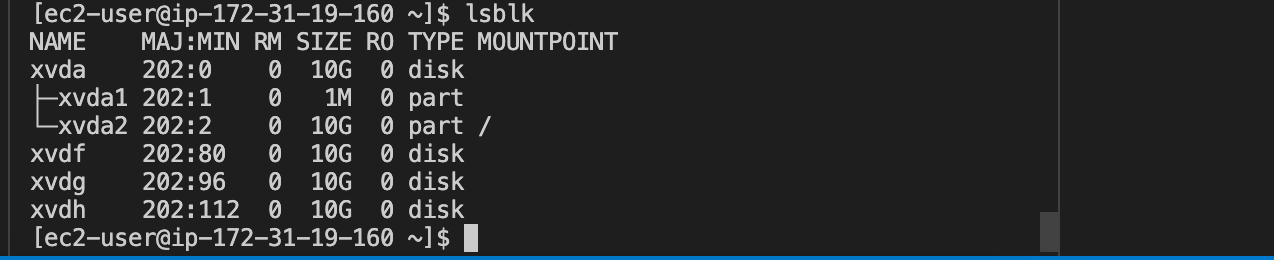 [ec2-user@ip-172-31-19-160 ~]$ lsblk
NAME    MAJ:MIN RM SIZE RO TYPE MOUNTPOINT
xvda    202:0    0  10G  0 disk
├─xvda1 202:1    0   1M  0 part
└─xvda2 202:2    0  10G  0 part /
xvdf    202:80   0  10G  0 disk
xvdg    202:96   0  10G  0 disk
xvdh    202:112  0  10G  0 disk
[ec2-user@ip-172-31-19-160 ~]$